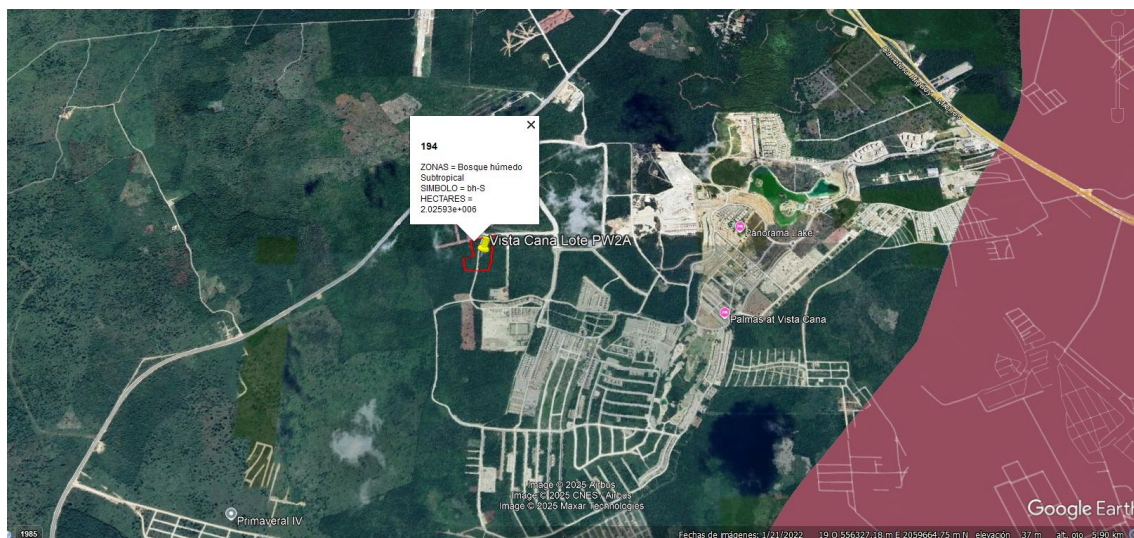 194
ZONAS = Bosque húmedo
Subtropical
SIMBOLO = bh-S
HECTARES =
2.02593e+006
Vista Cana Lote PW2A
Panorama Lake
Palmas at Vista Cana
Primaveral IV
Image © 2025 Airbus
Image © 2025 CNES / Airbus
Image © 2025 Maxar Technologies
Google Earth
1985
Fechas de imágenes: 1/21/2022 19 Q 556327.18 m E 2059664.75 m N elevación 37 m alt. ojo 5.90 km